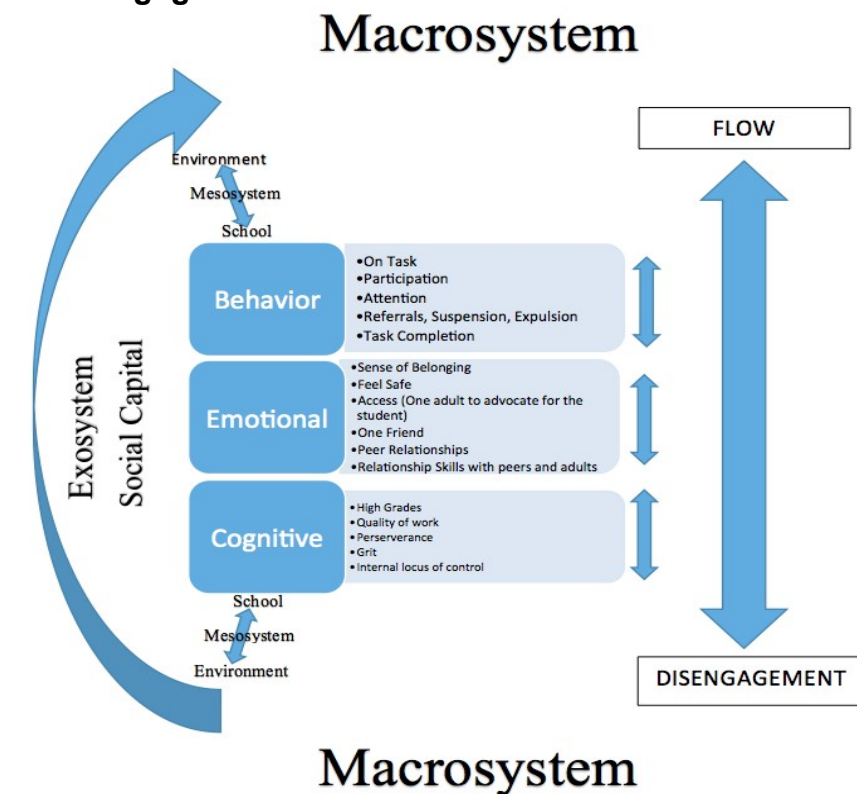 Macrosystem
FLOW
Environment
Mesosystem
School
Behavior
•On Task
•Participation
•Attention
•Referrals, Suspension, Expulsion
•Task Completion
Exosystem
Social Capital
Emotional
•Sense of Belonging
•Feel Safe
•Access (One adult to advocate for the
student)
•One Friend
•Peer Relationships
•Relationship Skills with peers and adults
Cognitive
•High Grades
•Quality of work
•Perserverance
•Grit
•Internal locus of control
School
Mesosystem
Environment
DISENGAGEMENT
Macrosystem